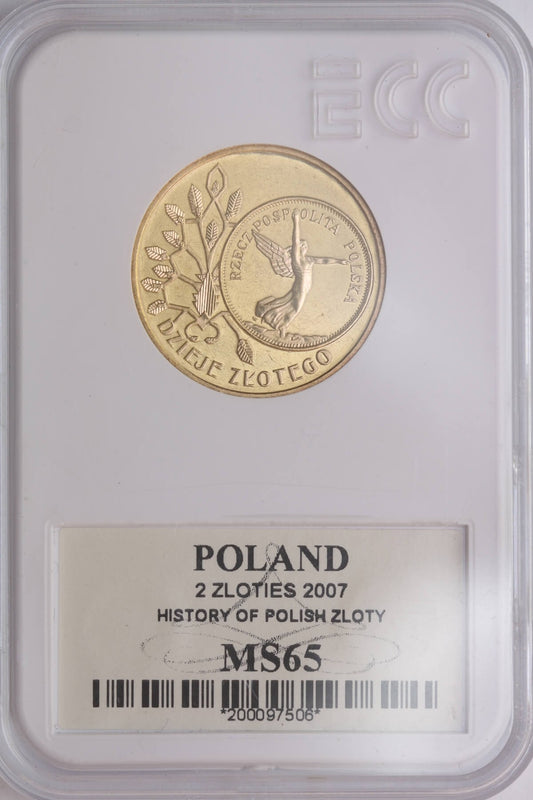 ECC
RZECZPOSPOLITA POLSKA
DZIEJE ZŁOTEGO
POLAND
2 ZLOTIES 2007
HISTORY OF POLISH ZLOTY
MS65
*200097506*